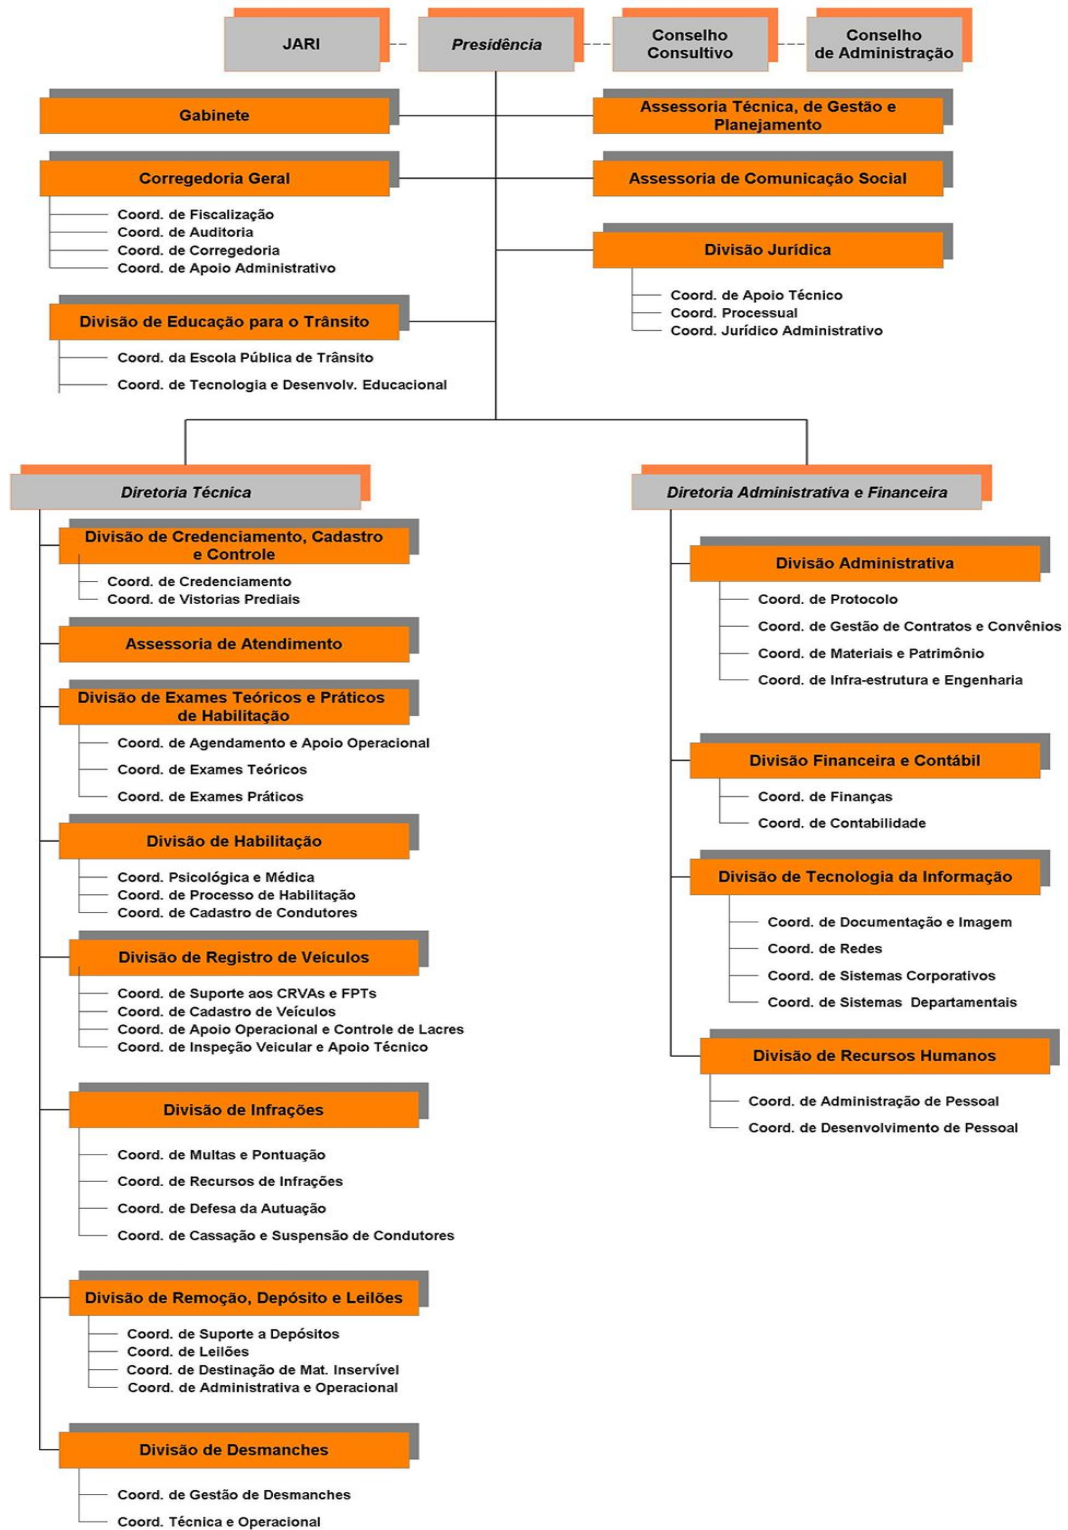 JARI
Presidência
Conselho
Consultivo
Conselho
de Administração
Gabinete
Assessoria Técnica, de Gestão e
Planejamento
Corregedoria Geral
Coord. de Fiscalização
Coord. de Auditoria
Coord. de Corregedoria
Coord. de Apoio Administrativo
Assessoria de Comunicação Social
Divisão Jurídica
Coord. de Apoio Técnico
Coord. Processual
Coord. Jurídico Administrativo
Divisão de Educação para o Trânsito
Coord. da Escola Pública de Trânsito
Coord. de Tecnologia e Desenvolv. Educacional
Diretoria Técnica
Divisão de Credenciamento, Cadastro
e Controle
Coord. de Credenciamento
Coord. de Vistorias Prediais
Assessoria de Atendimento
Divisão de Exames Teóricos e Práticos
de Habilitação
Coord. de Agendamento e Apoio Operacional
Coord. de Exames Teóricos
Coord. de Exames Práticos
Divisão de Habilitação
Coord. Psicológica e Médica
Coord. de Processo de Habilitação
Coord. de Cadastro de Condutores
Divisão de Registro de Veículos
Coord. de Suporte aos CRVAs e FPTs
Coord. de Cadastro de Veículos
Coord. de Apoio Operacional e Controle de Lacres
Coord. de Inspeção Veicular e Apoio Técnico
Divisão de Infrações
Coord. de Multas e Pontuação
Coord. de Recursos de Infrações
Coord. de Defesa da Autuação
Coord. de Cassação e Suspensão de Condutores
Divisão de Remoção, Depósito e Leilões
Coord. de Suporte a Depósitos
Coord. de Leilões
Coord. de Destinação de Mat. Inservível
Coord. de Administrativa e Operacional
Divisão de Desmanches
Coord. de Gestão de Desmanches
Coord. Técnica e Operacional
Diretoria Administrativa e Financeira
Divisão Administrativa
Coord. de Protocolo
Coord. de Gestão de Contratos e Convênios
Coord. de Materiais e Patrimônio
Coord. de Infra-estrutura e Engenharia
Divisão Financeira e Contábil
Coord. de Finanças
Coord. de Contabilidade
Divisão de Tecnologia da Informação
Coord. de Documentação e Imagem
Coord. de Redes
Coord. de Sistemas Corporativos
Coord. de Sistemas  Departamentais
Divisão de Recursos Humanos
Coord. de Administração de Pessoal
Coord. de Desenvolvimento de Pessoal